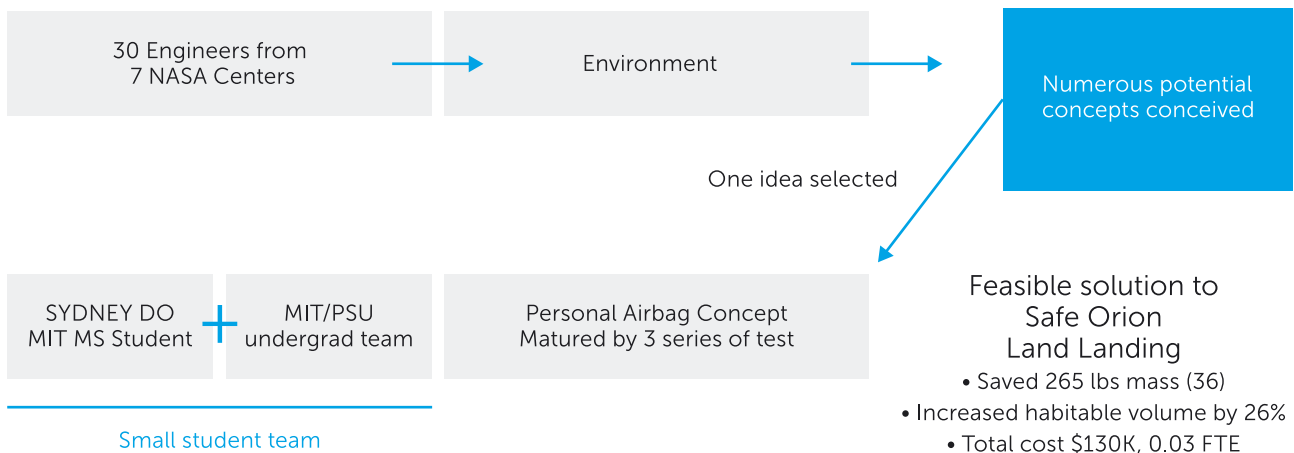 30 Engineers from
7 NASA Centers
Environment
Numerous potential
concepts conceived
One idea selected
SYDNEY DO
MIT MS Student
+
MIT/PSU
undergrad team
Personal Airbag Concept
Matured by 3 series of test
Feasible solution to
Safe Orion
Land Landing
• Saved 265 lbs mass (36)
• Increased habitable volume by 26%
• Total cost $130K, 0.03 FTE
Small student team